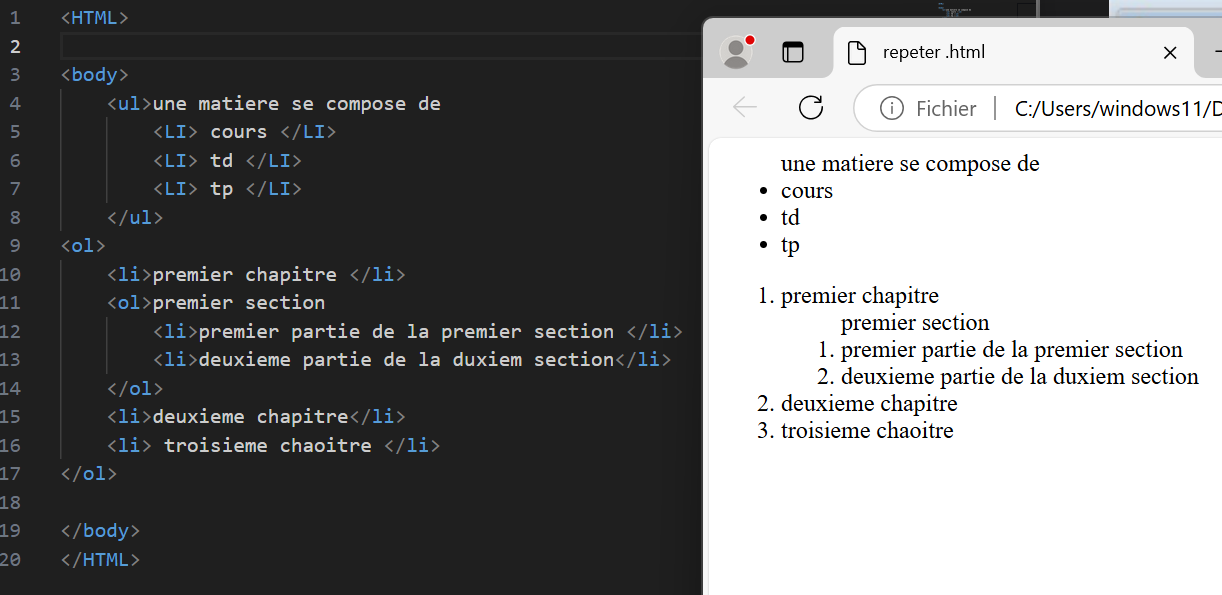 1 <HTML>
2
3 <body>
4 <ul>une matiere se compose de
5 <LI> cours </LI>
6 <LI> td </LI>
7 <LI> tp </LI>
8 </ul>
9 <ol>
10 <li>premier chapitre </li>
11 <ol>premier section
12 <li>premier partie de la premier section </li>
13 <li>deuxieme partie de la duxiem section</li>
14 </ol>
15 <li>deuxieme chapitre</li>
16 <li> troisieme chaoitre </li>
17 </ol>
18
19 </body>
20 </HTML>
repeter .html
Fichier C:/Users/windows11/D
une matiere se compose de
• cours
• td
• tp
1. premier chapitre
premier section
1. premier partie de la premier section
2. deuxieme partie de la duxiem section
2. deuxieme chapitre
3. troisieme chaoitre